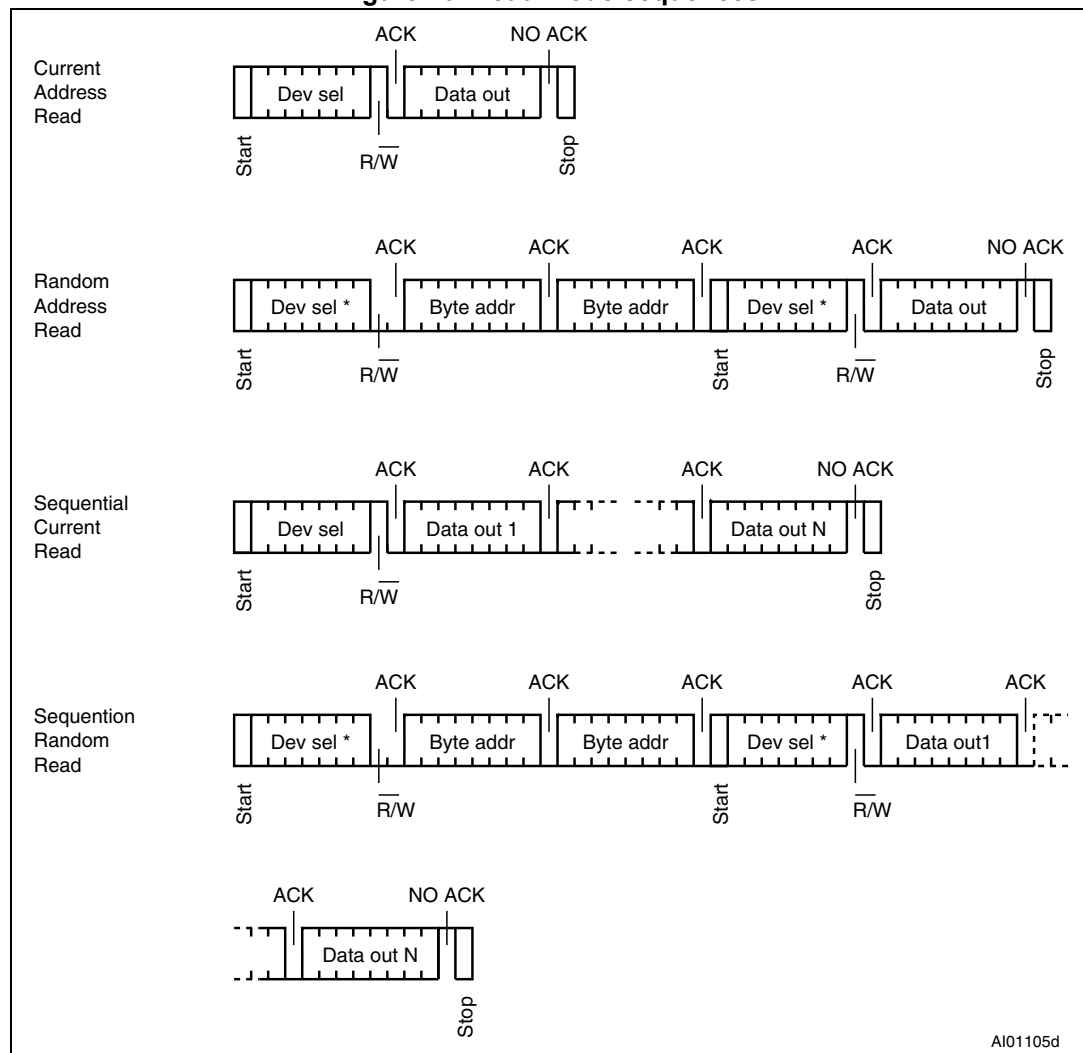 Current
Address
Read
ACK NO ACK
Dev sel Data out
Start R/W Stop
Random
Address
Read
ACK ACK ACK ACK NO ACK
Dev sel * Byte addr Byte addr Dev sel * Data out
Start R/W Start R/W Stop
Sequential
Current
Read
ACK ACK ACK NO ACK
Dev sel Data out 1 Data out N
Start R/W Stop
Sequention
Random
Read
ACK ACK ACK ACK ACK
Dev sel * Byte addr Byte addr Dev sel * Data out1
Start R/W Start R/W
ACK NO ACK
Data out N
Stop
AI01105d